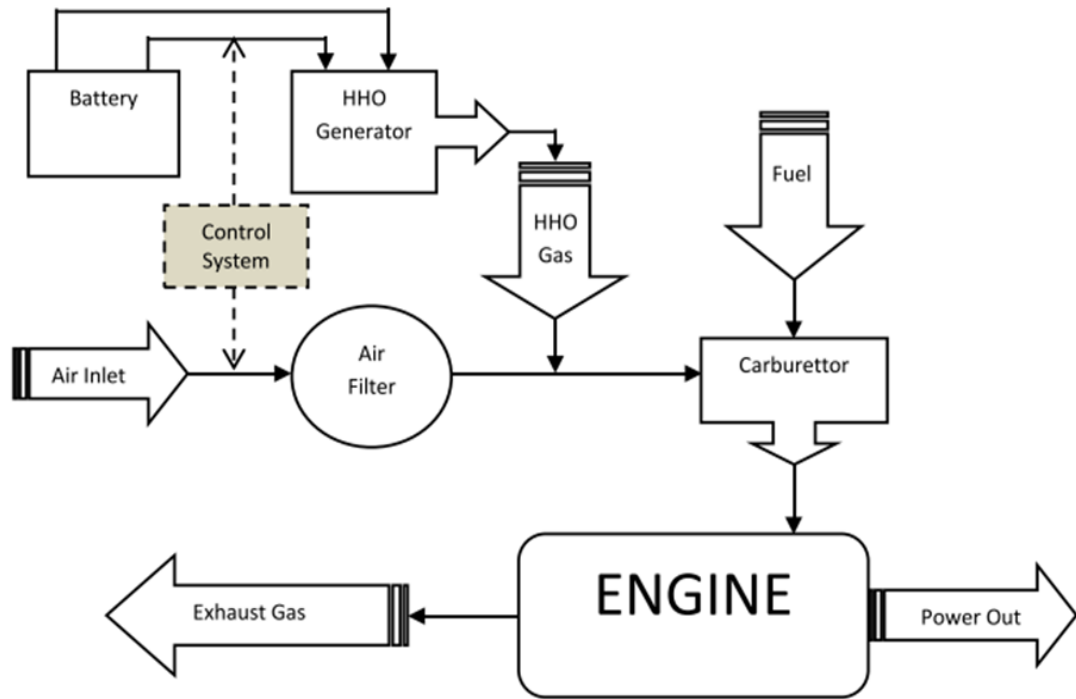 Battery
HHO
Generator
Fuel
HHO
Gas
Control
System
Air Inlet
Air
Filter
Carburettor
ENGINE
Exhaust Gas
Power Out